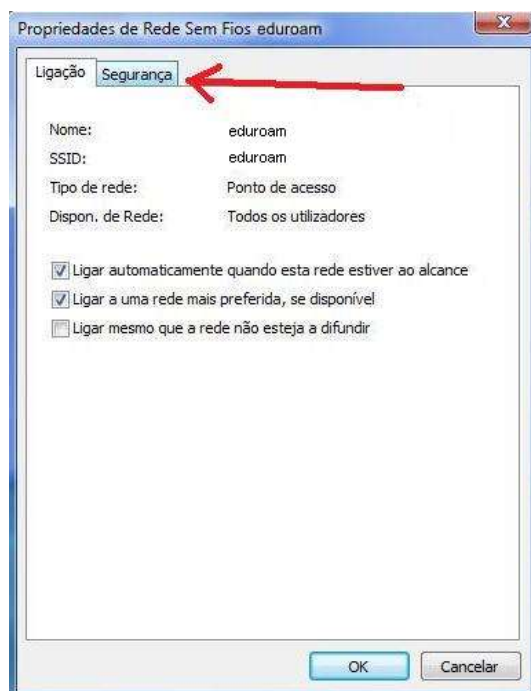 Propriedades de Rede Sem Fios eduroam
Ligação Segurança
Nome: eduroam
SSID: eduroam
Tipo de rede: Ponto de acesso
Dispon. de Rede: Todos os utilizadores
Ligar automaticamente quando esta rede estiver ao alcance
Ligar a uma rede mais preferida, se disponível
Ligar mesmo que a rede não esteja a difundir
OK Cancelar